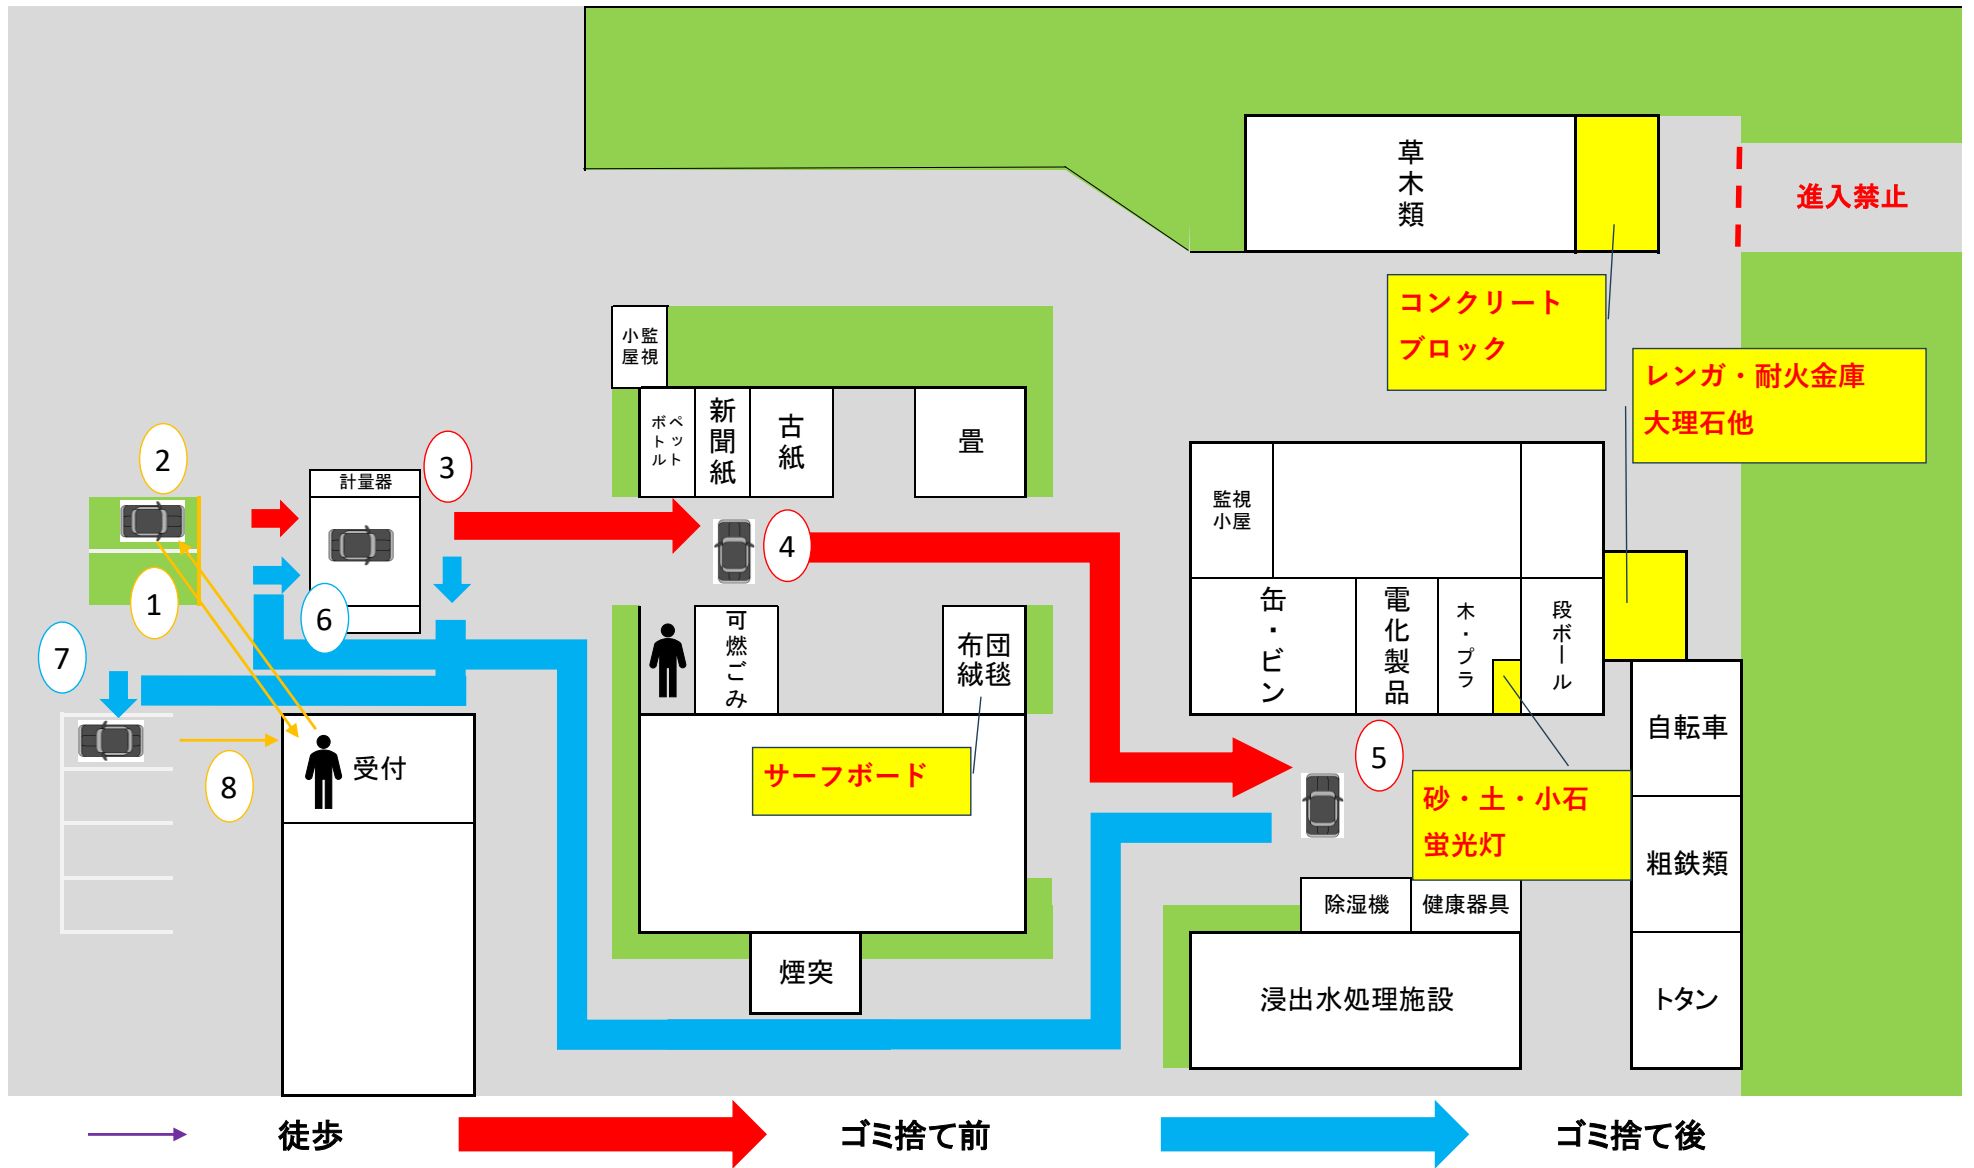 草木類
進入禁止
コンクリート
ブロック
監視小屋
レンガ・耐火金庫
大理石他
ペットボトル
新聞紙
古紙
畳
2
計量器
3
監視
小屋
4
1
6
7
可燃ごみ
布団
絨毯
缶・ビン
電化製品
木・プラ
段ボール
受付
8
サーフボード
5
砂・土・小石
蛍光灯
自転車
粗鉄類
除湿機
健康器具
煙突
浸出水処理施設
トタン
徒歩
ゴミ捨て前
ゴミ捨て後